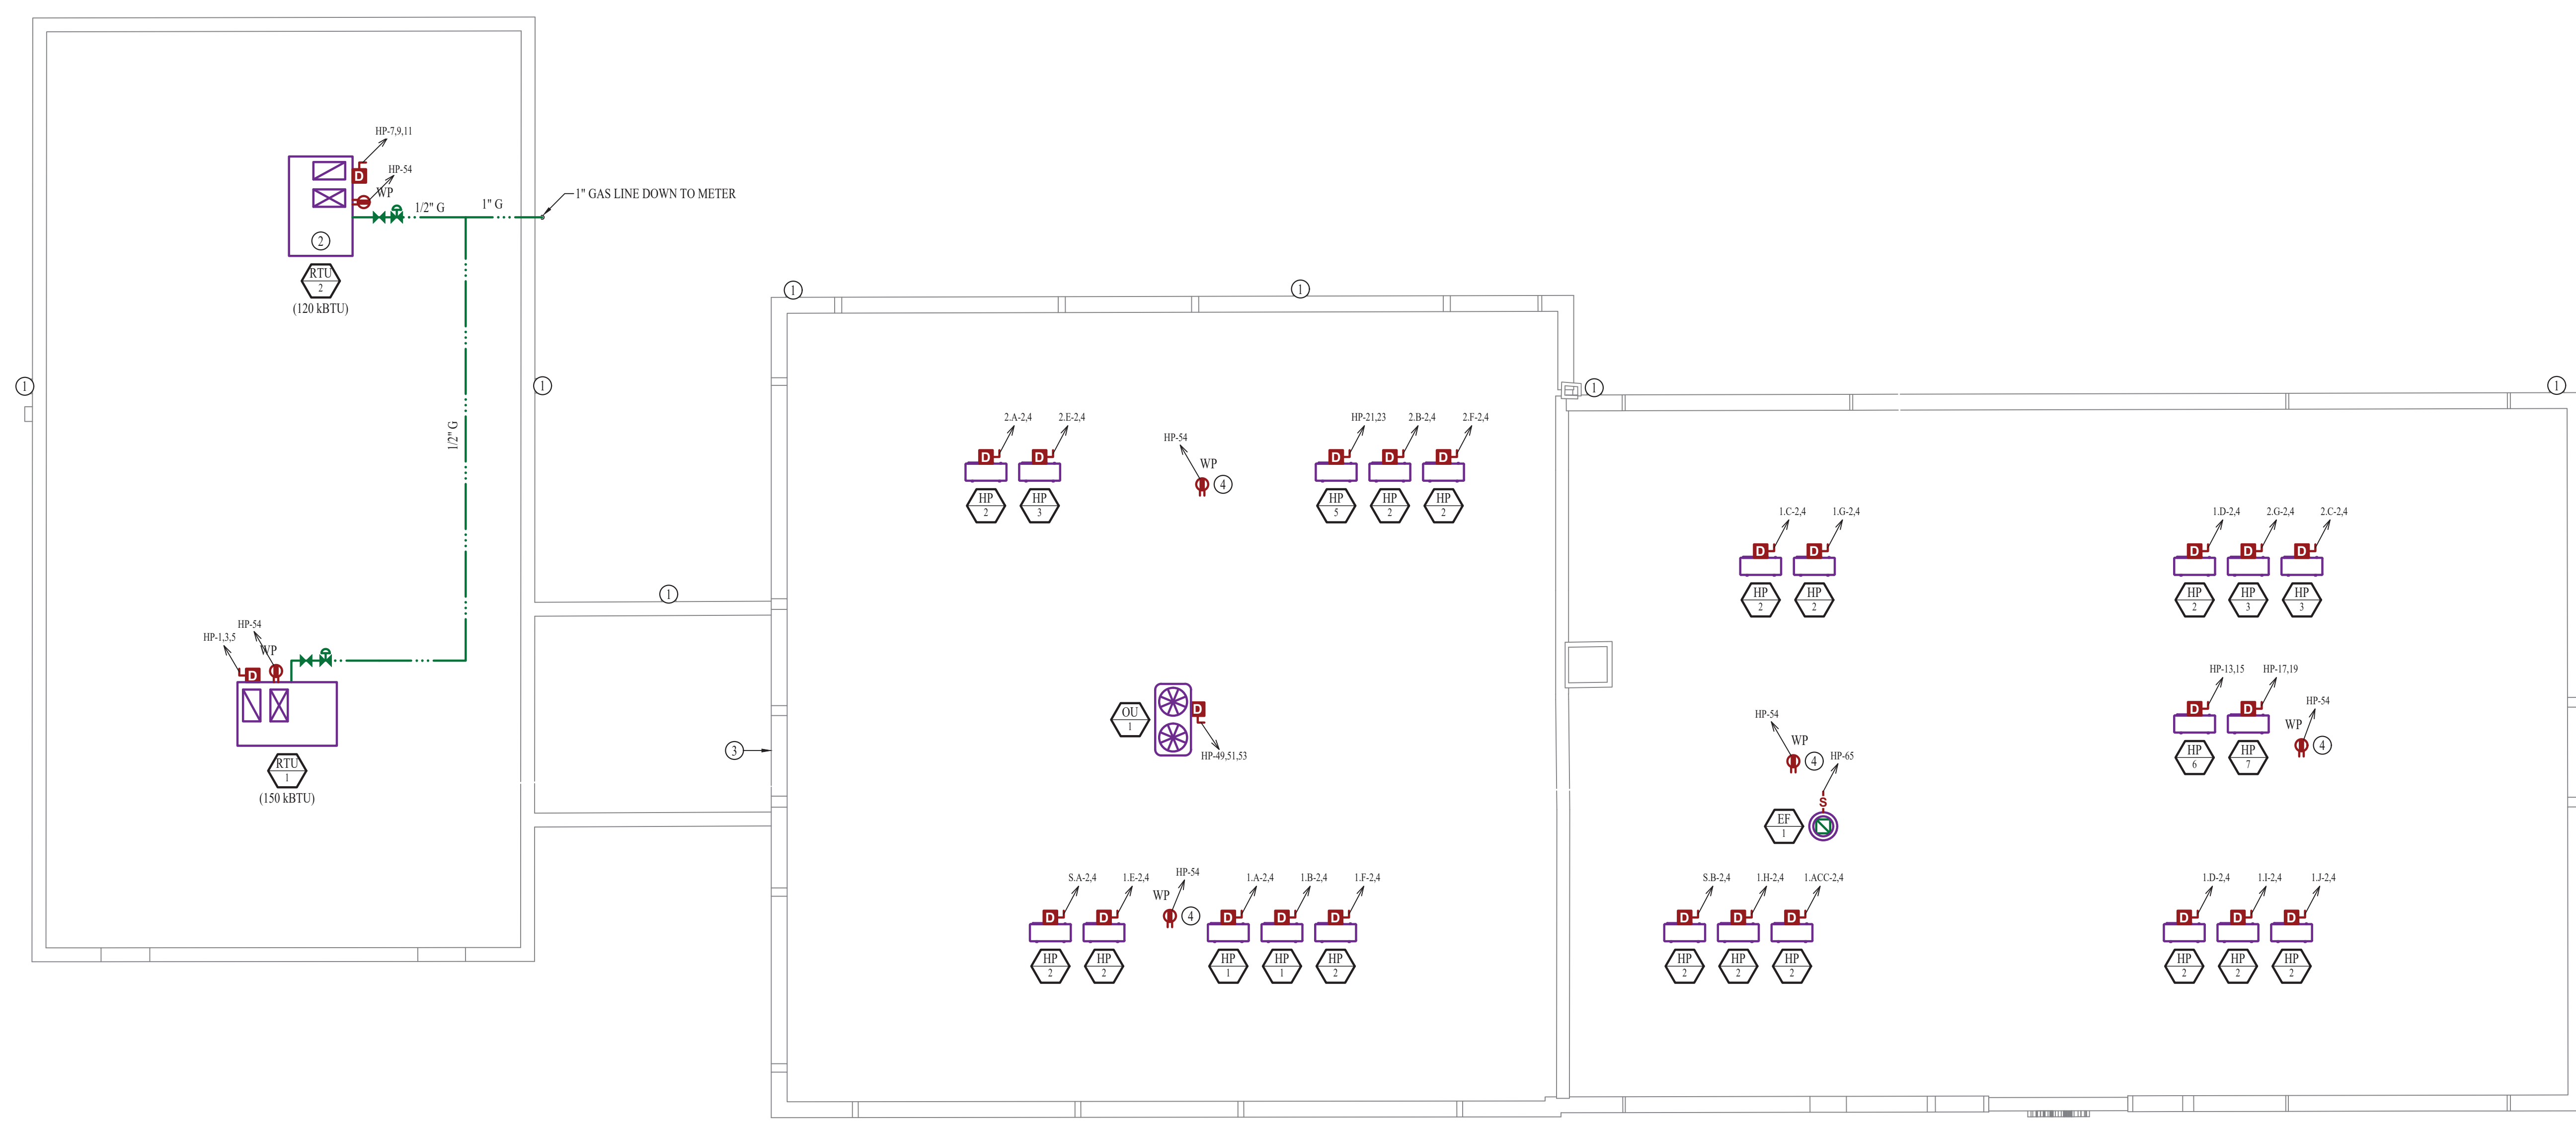 HP-7,9,11
HP-54
WP
1/2" G
1" G
1" GAS LINE DOWN TO METER
2
RTU
2
(120 kBTU)
1
1
1/2" G
HP-54
HP-1,3,5
WP
RTU
1
(150 kBTU)
1
3
1
1
2.A-2,4
2.E-2,4
D
D
HP
2
HP
3
HP-54
WP
4
HP-21,23
2.B-2,4
2.F-2,4
D
D
D
HP
5
HP
2
HP
2
OU
1
D
HP-49,51,53
S.A-2,4
1.E-2,4
D
D
HP
2
HP
2
HP-54
WP
4
1.A-2,4
1.B-2,4
1.F-2,4
D
D
D
HP
1
HP
1
HP
2
1
1
1.C-2,4
1.G-2,4
D
D
HP
2
HP
2
1.D-2,4
2.G-2,4
2.C-2,4
D
D
D
HP
2
HP
3
HP
3
HP-13,15
HP-17,19
D
D
HP
6
HP
7
HP-54
WP
4
HP-54
WP
4
HP-65
S
EF
1
S.B-2,4
1.H-2,4
1.ACC-2,4
D
D
D
HP
2
HP
2
HP
2
1.D-2,4
1.I-2,4
1.J-2,4
D
D
D
HP
2
HP
2
HP
2
D
D